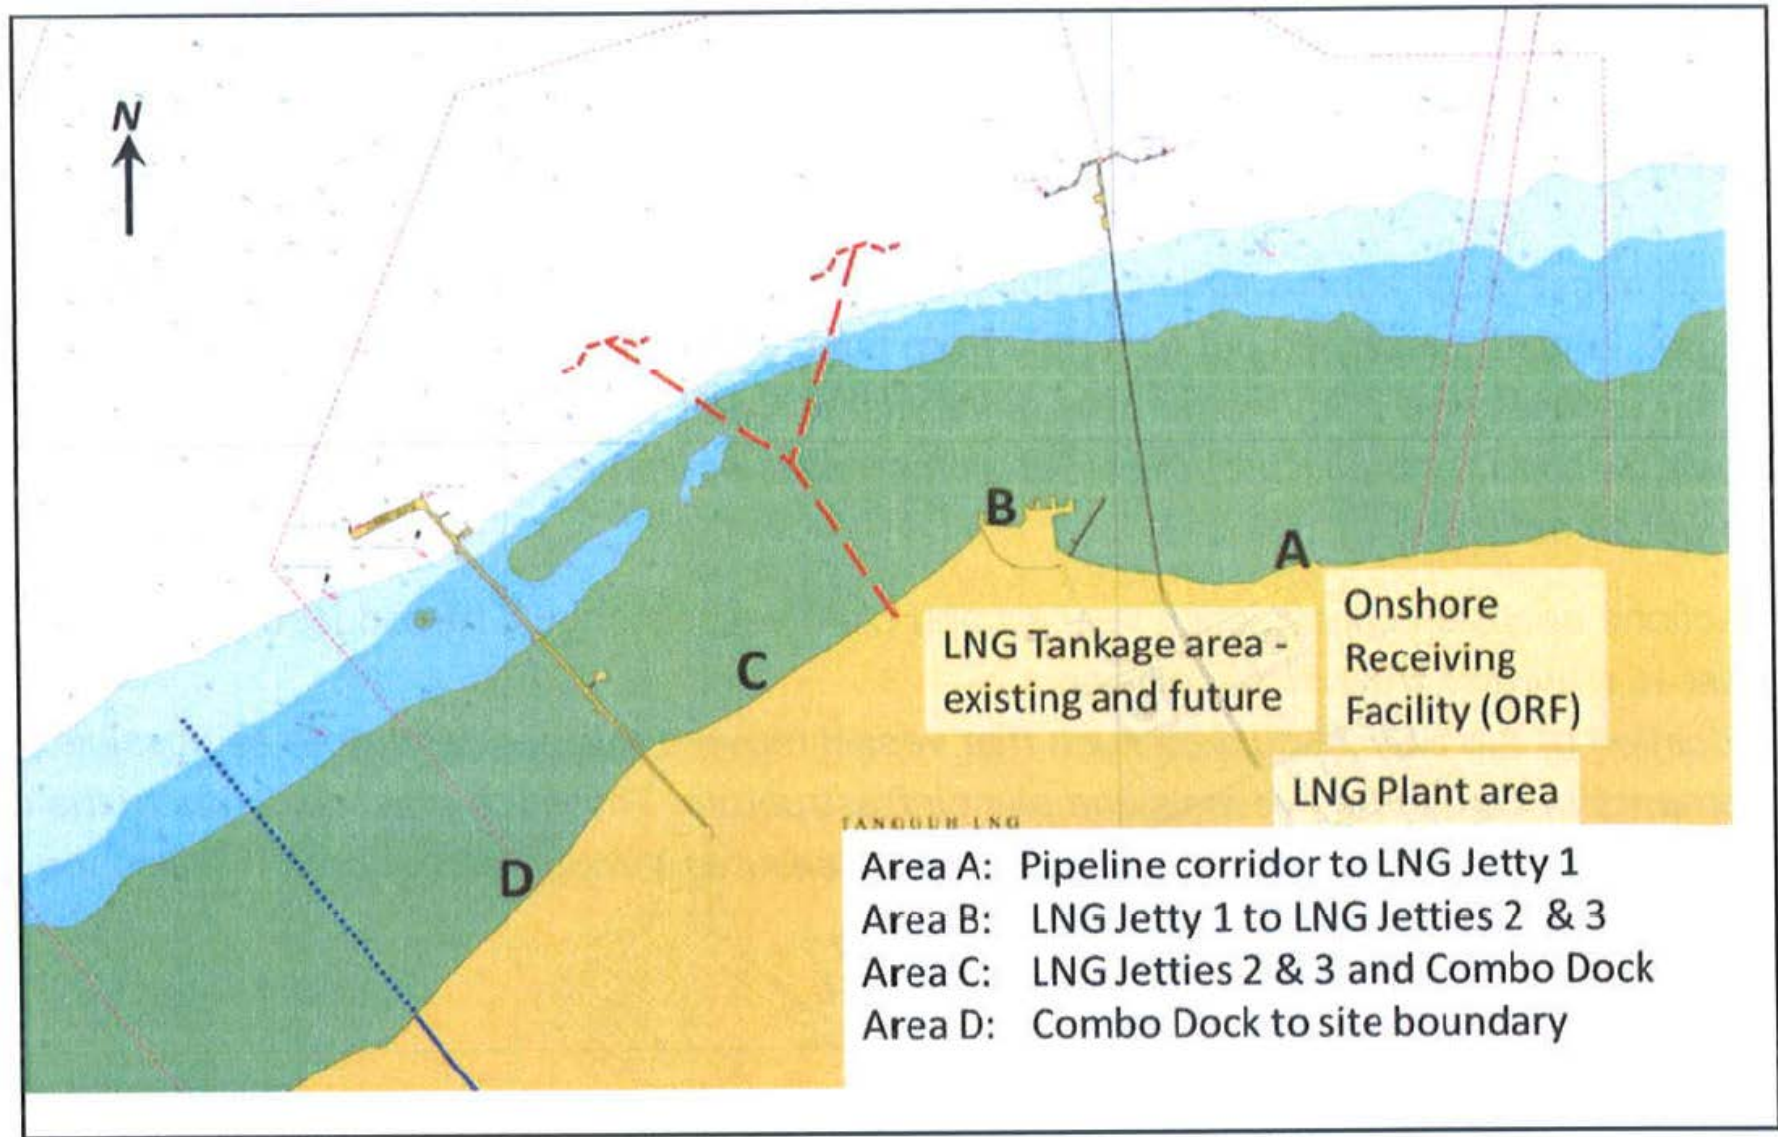 N
B
A
C
D
LNG Tankage area -
existing and future
Onshore
Receiving
Facility (ORF)
LNG Plant area
TANGGUH LNG
Area A: Pipeline corridor to LNG Jetty 1
Area B: LNG Jetty 1 to LNG Jetties 2 & 3
Area C: LNG Jetties 2 & 3 and Combo Dock
Area D: Combo Dock to site boundary